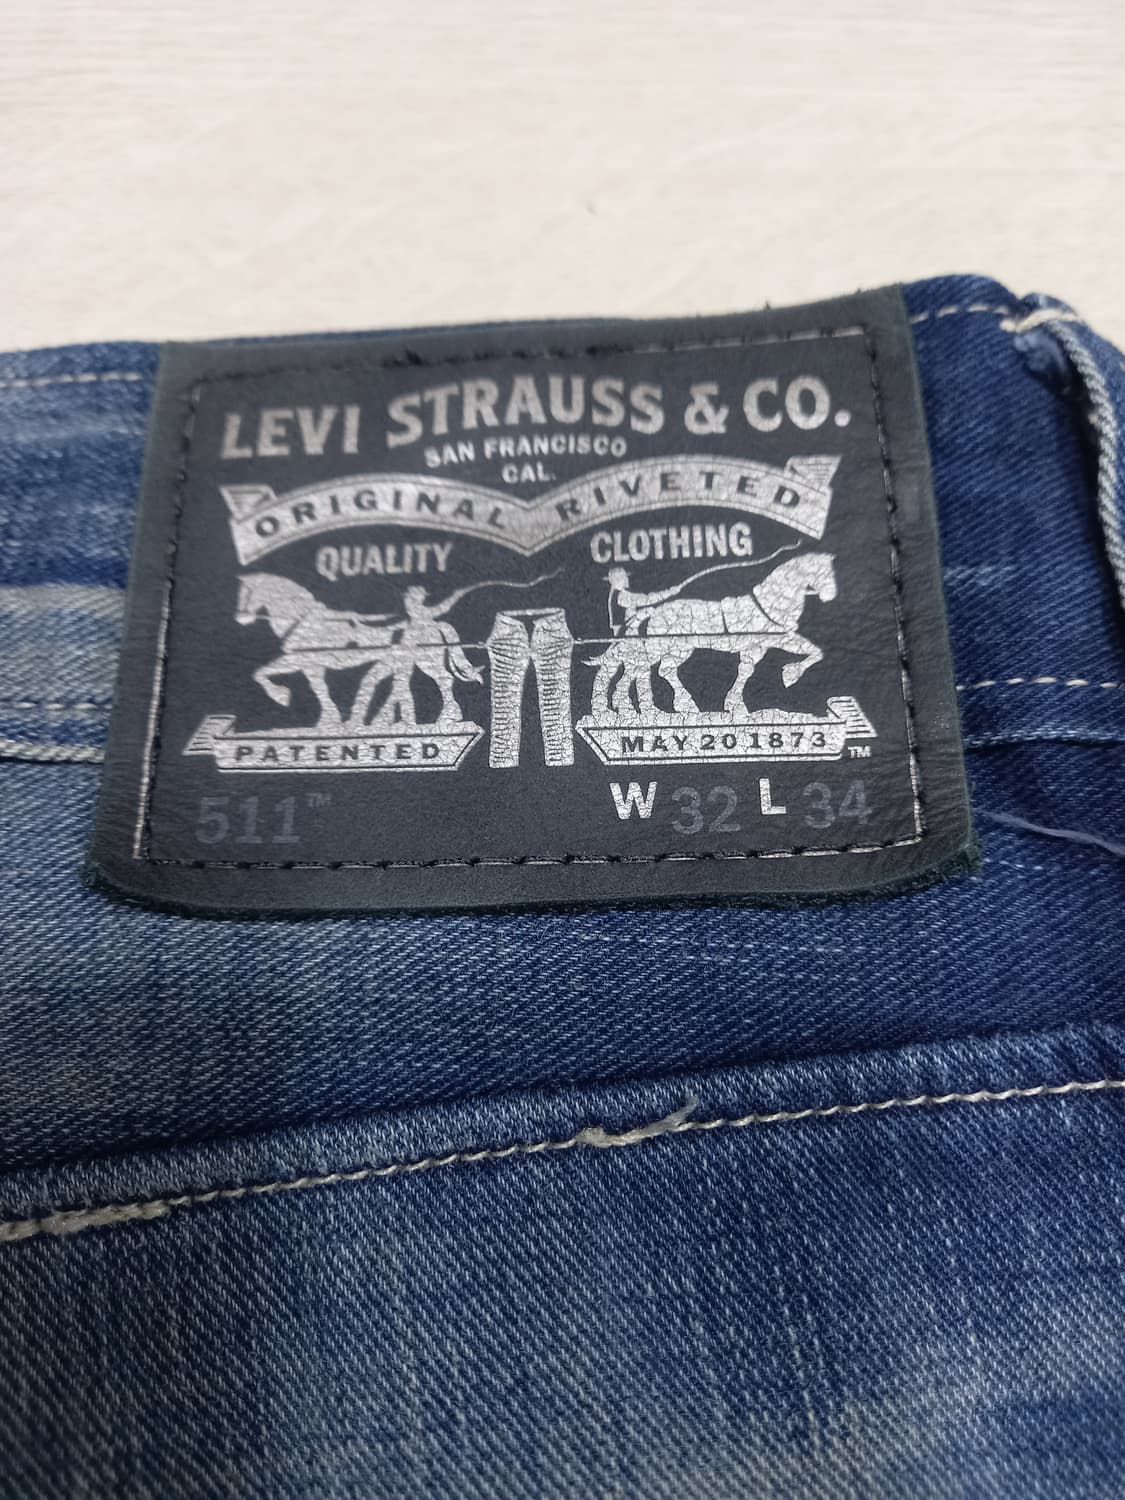 LEVI STRAUSS & CO.
SAN FRANCISCO
CAL.
ORIGINAL RIVETED
QUALITY CLOTHING
PATENTED MAY 20 1873 ™
511™ W 32 L 34